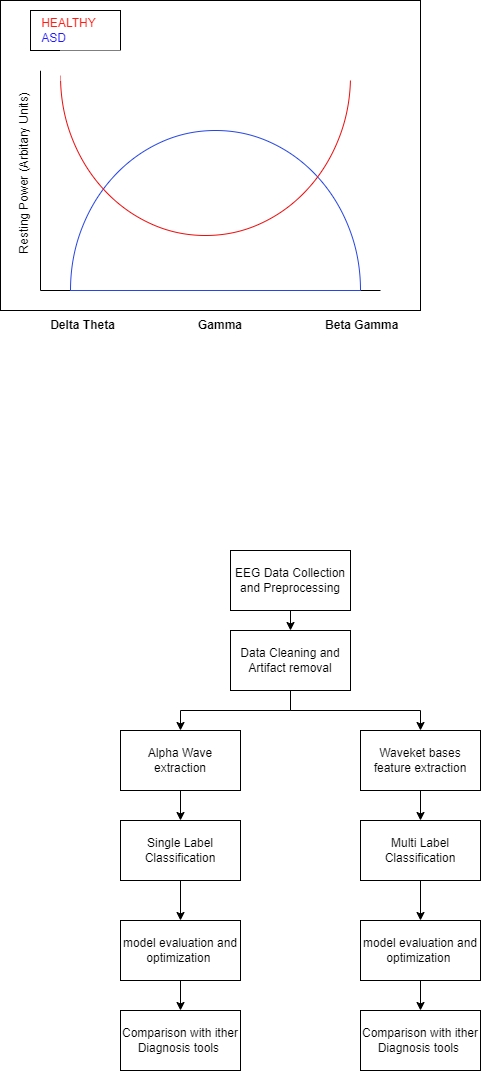 HEALTHY
ASD
Resting Power (Arbitary Units)
Delta Theta
Gamma
Beta Gamma
EEG Data Collection
and Preprocessing
Data Cleaning and
Artifact removal
Alpha Wave
extraction
Waveket bases
feature extraction
Single Label
Classification
Multi Label
Classification
model evaluation and
optimization
model evaluation and
optimization
Comparison with ither
Diagnosis tools
Comparison with ither
Diagnosis tools